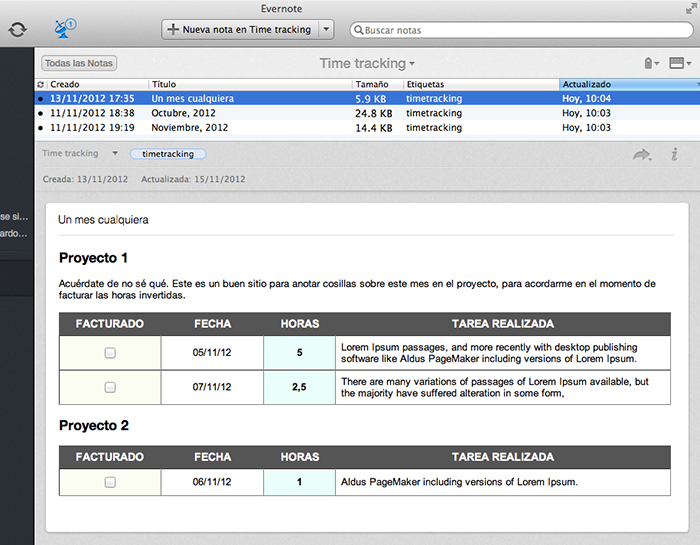 Evernote
1
Nueva nota en Time tracking
Buscar notas
Todas las Notas
Time tracking
Creado Título Tamaño Etiquetas Actualizado
13/11/2012 17:35 Un mes cualquiera 5.9 KB timetracking Hoy, 10:04
11/11/2012 18:38 Octubre, 2012 24.8 KB timetracking Hoy, 10:03
11/11/2012 19:19 Noviembre, 2012 14.4 KB timetracking Hoy, 10:03
Time tracking timetracking
Creada: 13/11/2012 Actualizada: 15/11/2012
se si...
ardo...
Un mes cualquiera
Proyecto 1
Acuérdate de no sé qué. Este es un buen sitio para anotar cosillas sobre este mes en el proyecto, para acordarme en el momento de
facturar las horas invertidas.
FACTURADO FECHA HORAS TAREA REALIZADA
05/11/12 5 Lorem Ipsum passages, and more recently with desktop publishing
software like Aldus PageMaker including versions of Lorem Ipsum.
07/11/12 2,5 There are many variations of passages of Lorem Ipsum available, but
the majority have suffered alteration in some form,
Proyecto 2
FACTURADO FECHA HORAS TAREA REALIZADA
06/11/12 1 Aldus PageMaker including versions of Lorem Ipsum.